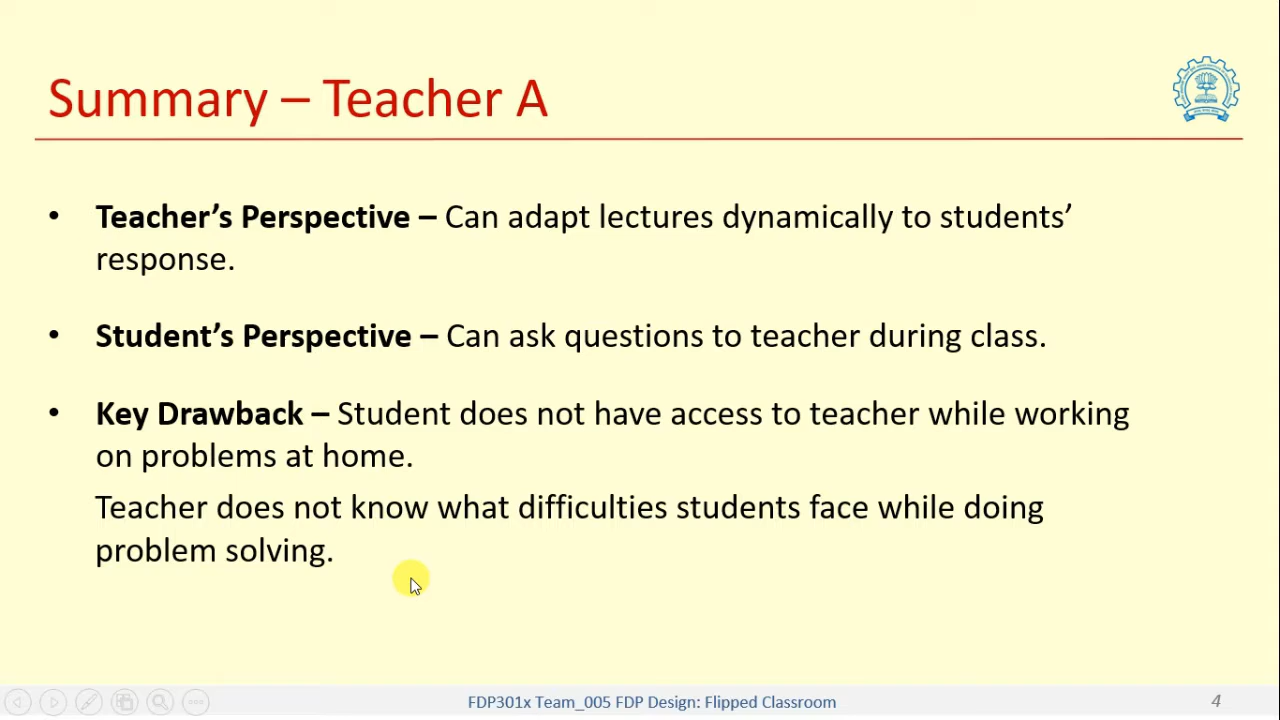 Summary – Teacher A
• Teacher’s Perspective – Can adapt lectures dynamically to students’
response.
• Student’s Perspective – Can ask questions to teacher during class.
• Key Drawback – Student does not have access to teacher while working
on problems at home.
Teacher does not know what difficulties students face while doing
problem solving.
FDP301x Team_005 FDP Design: Flipped Classroom
4